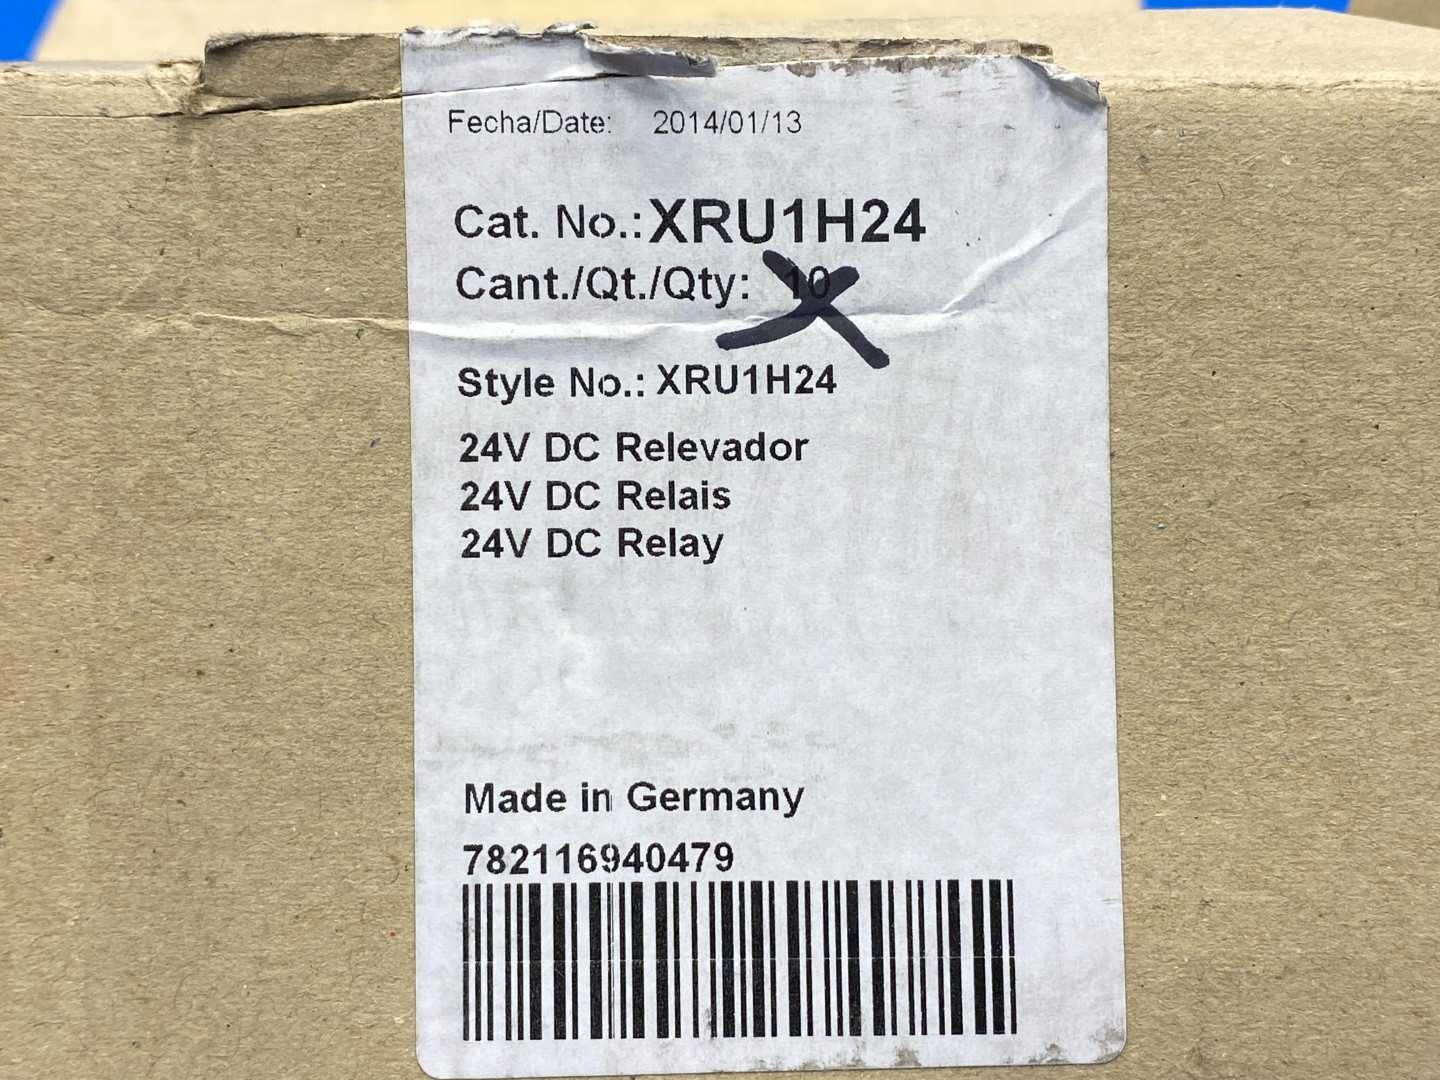 Fecha/Date: 2014/01/13
Cat. No.: XRU1H24
Cant./Qt./Qty: 10
Style No.: XRU1H24
24V DC Relevador
24V DC Relais
24V DC Relay
Made in Germany
782116940479